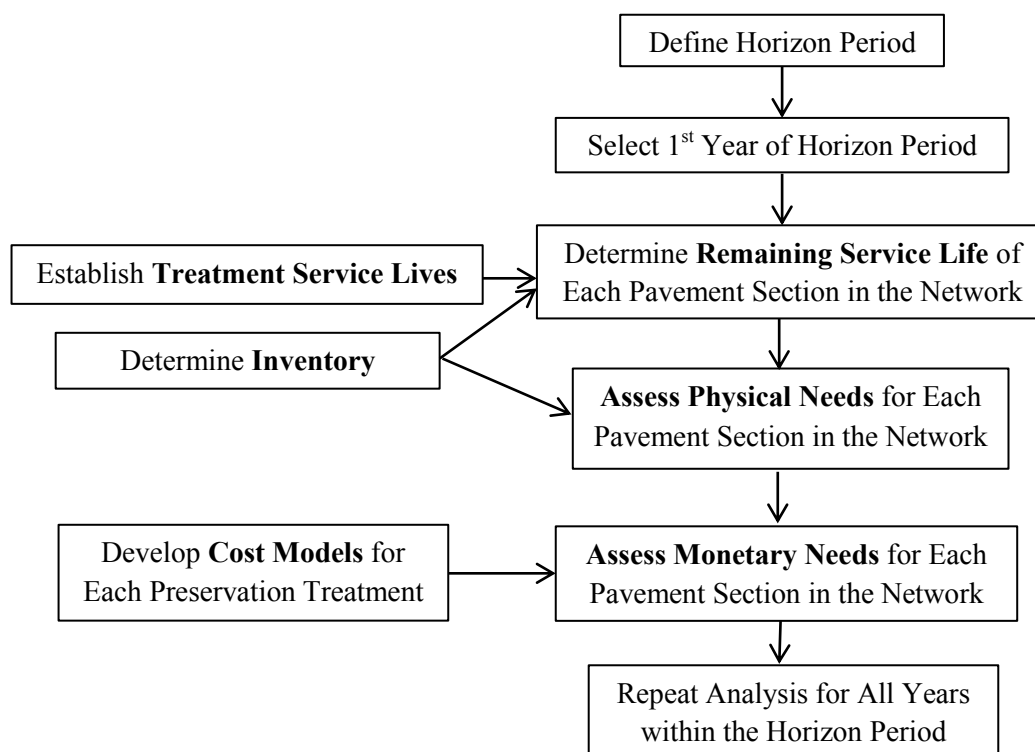 Define Horizon Period
Select 1st Year of Horizon Period
Establish Treatment Service Lives
Determine Remaining Service Life of
Each Pavement Section in the Network
Determine Inventory
Assess Physical Needs for Each
Pavement Section in the Network
Develop Cost Models for
Each Preservation Treatment
Assess Monetary Needs for Each
Pavement Section in the Network
Repeat Analysis for All Years
within the Horizon Period